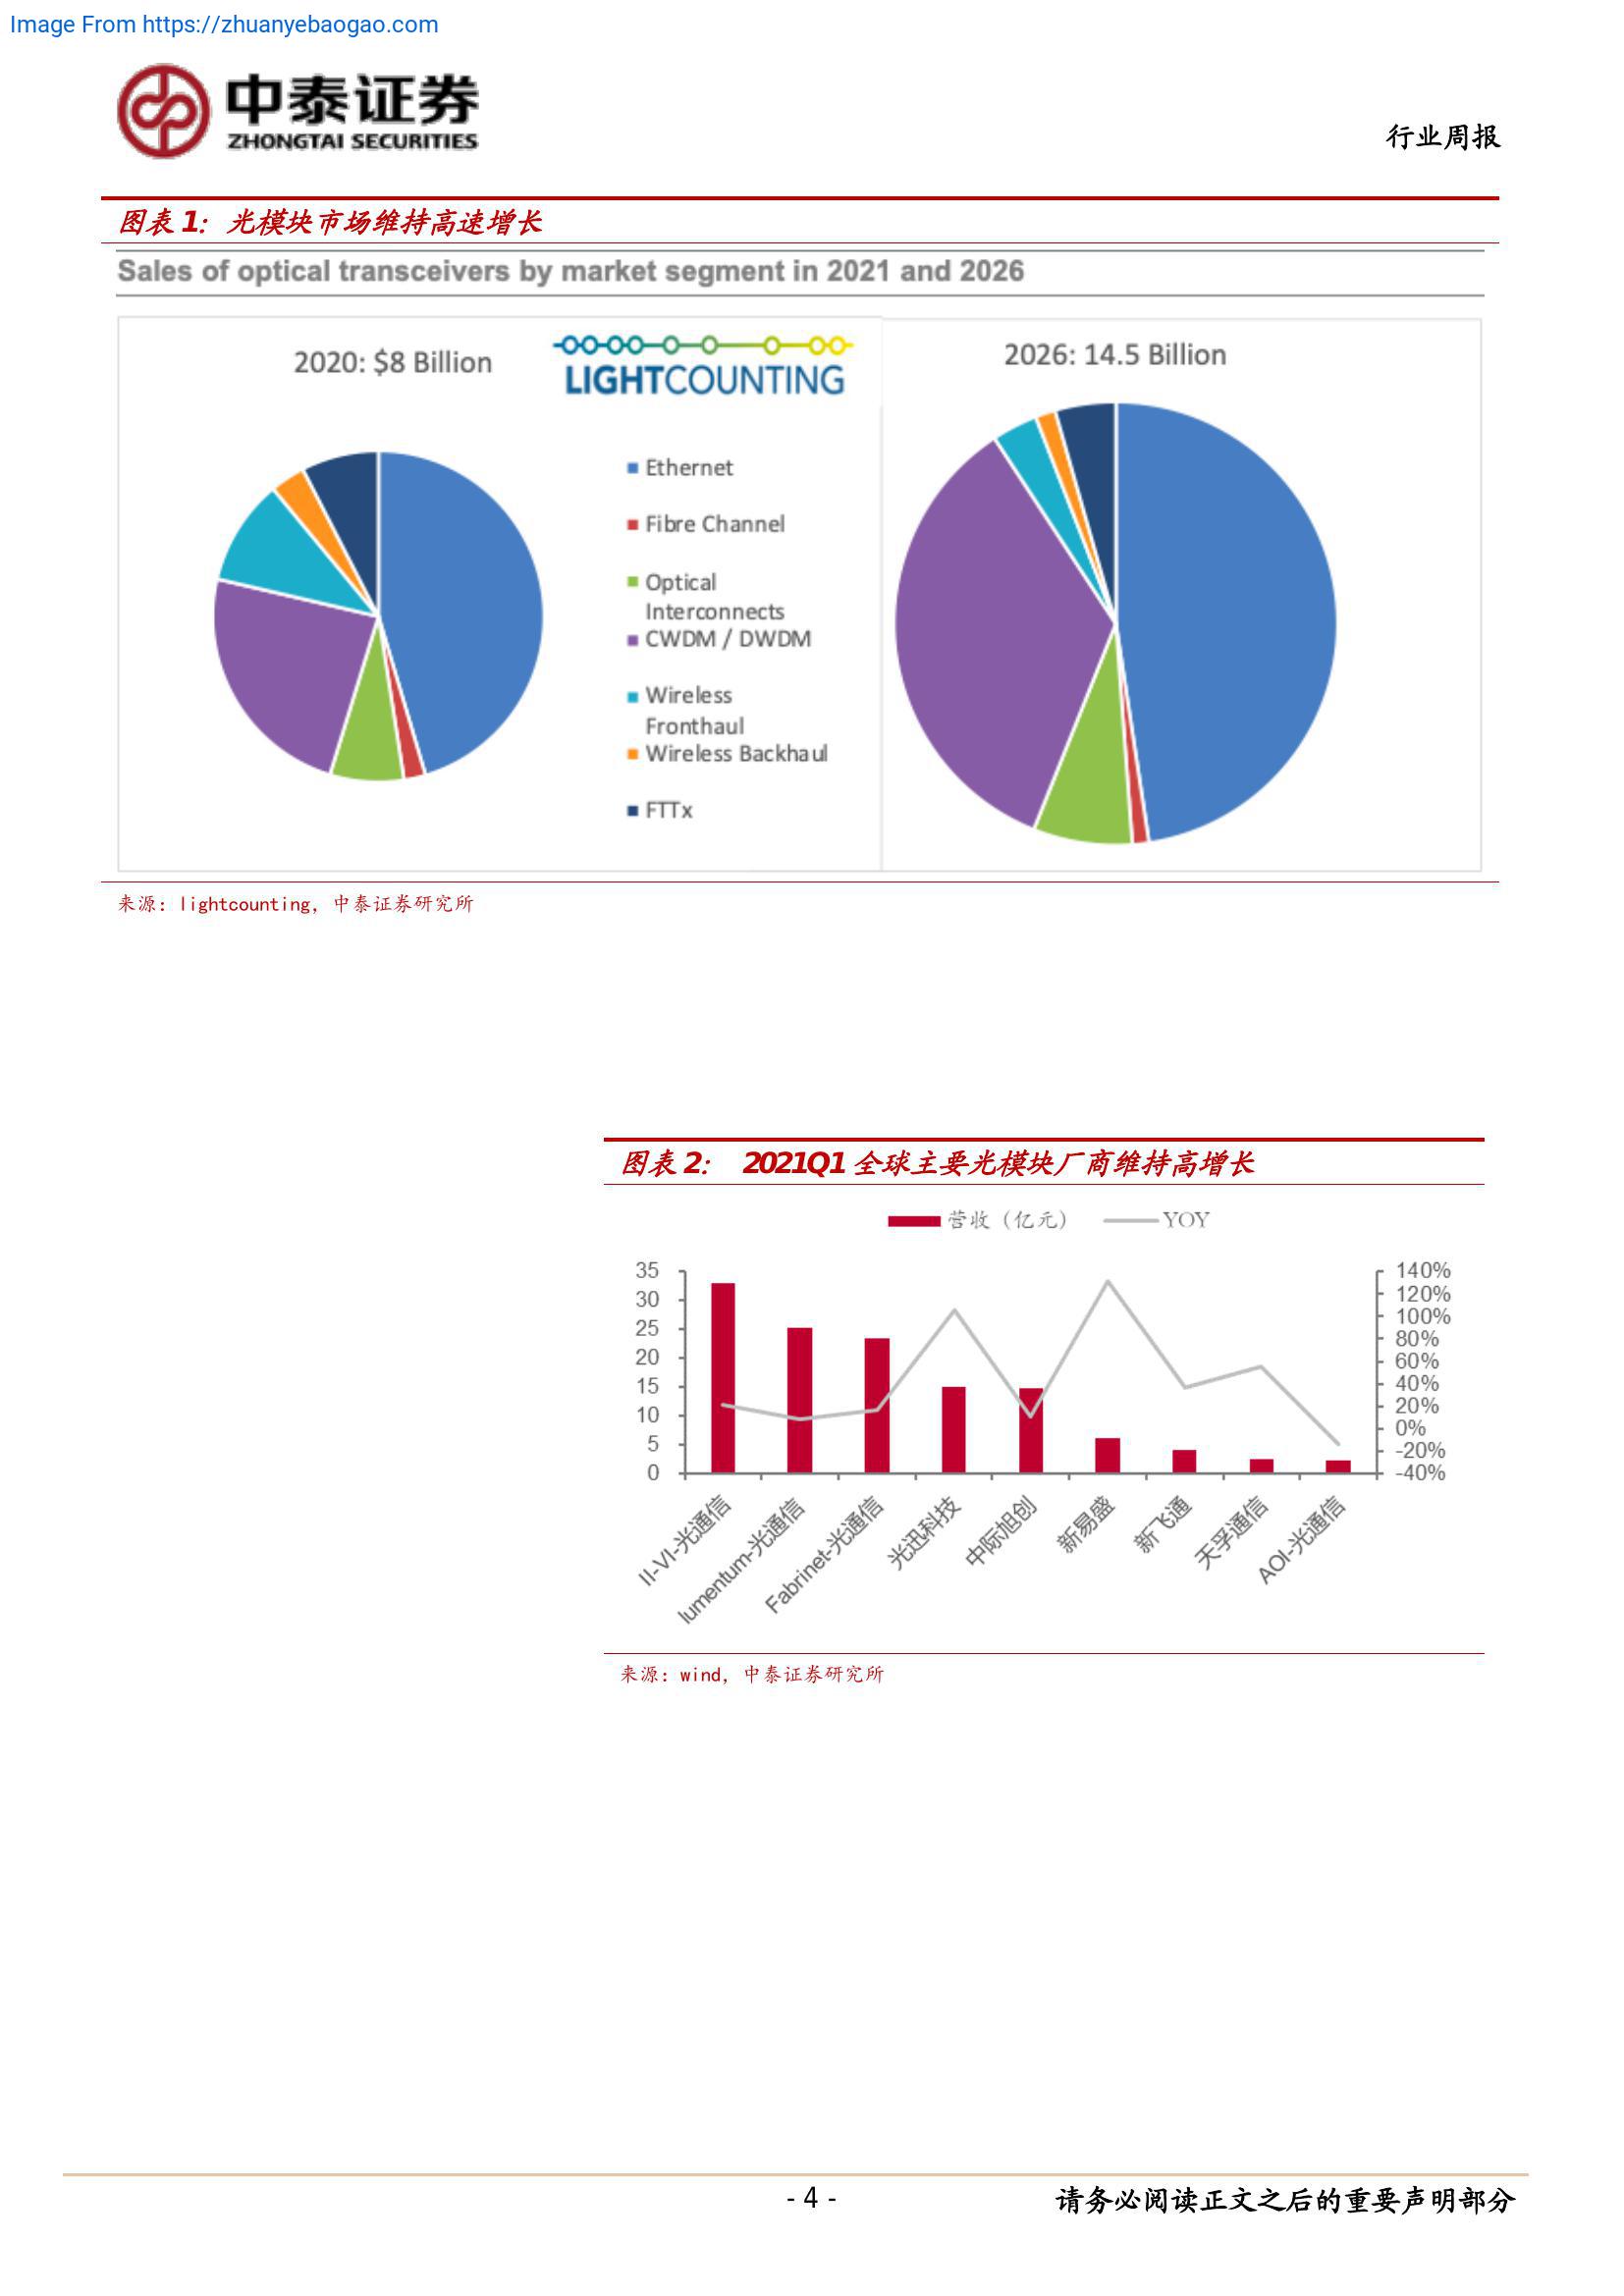 Image From https://zhuanyebaogao.com
中泰证券
ZHONGTAI SECURITIES
行业周报
图表 1：光模块市场维持高速增长
Sales of optical transceivers by market segment in 2021 and 2026
2020: $8 Billion
LIGHTCOUNTING
2026: 14.5 Billion
Ethernet
Fibre Channel
Optical
Interconnects
CWDM / DWDM
Wireless
Fronthaul
Wireless Backhaul
FTTx
来源：lightcounting，中泰证券研究所
图表 2： 2021Q1 全球主要光模块厂商维持高增长
营收（亿元） YOY
35
30
25
20
15
10
5
0
140%
120%
100%
80%
60%
40%
20%
0%
-20%
-40%
II-VI-光通信
lumentum-光通信
Fabrinet-光通信
光迅科技
中际旭创
新易盛
新飞通
天孚通信
AOI-光通信
来源：wind，中泰证券研究所
- 4 -
请务必阅读正文之后的重要声明部分